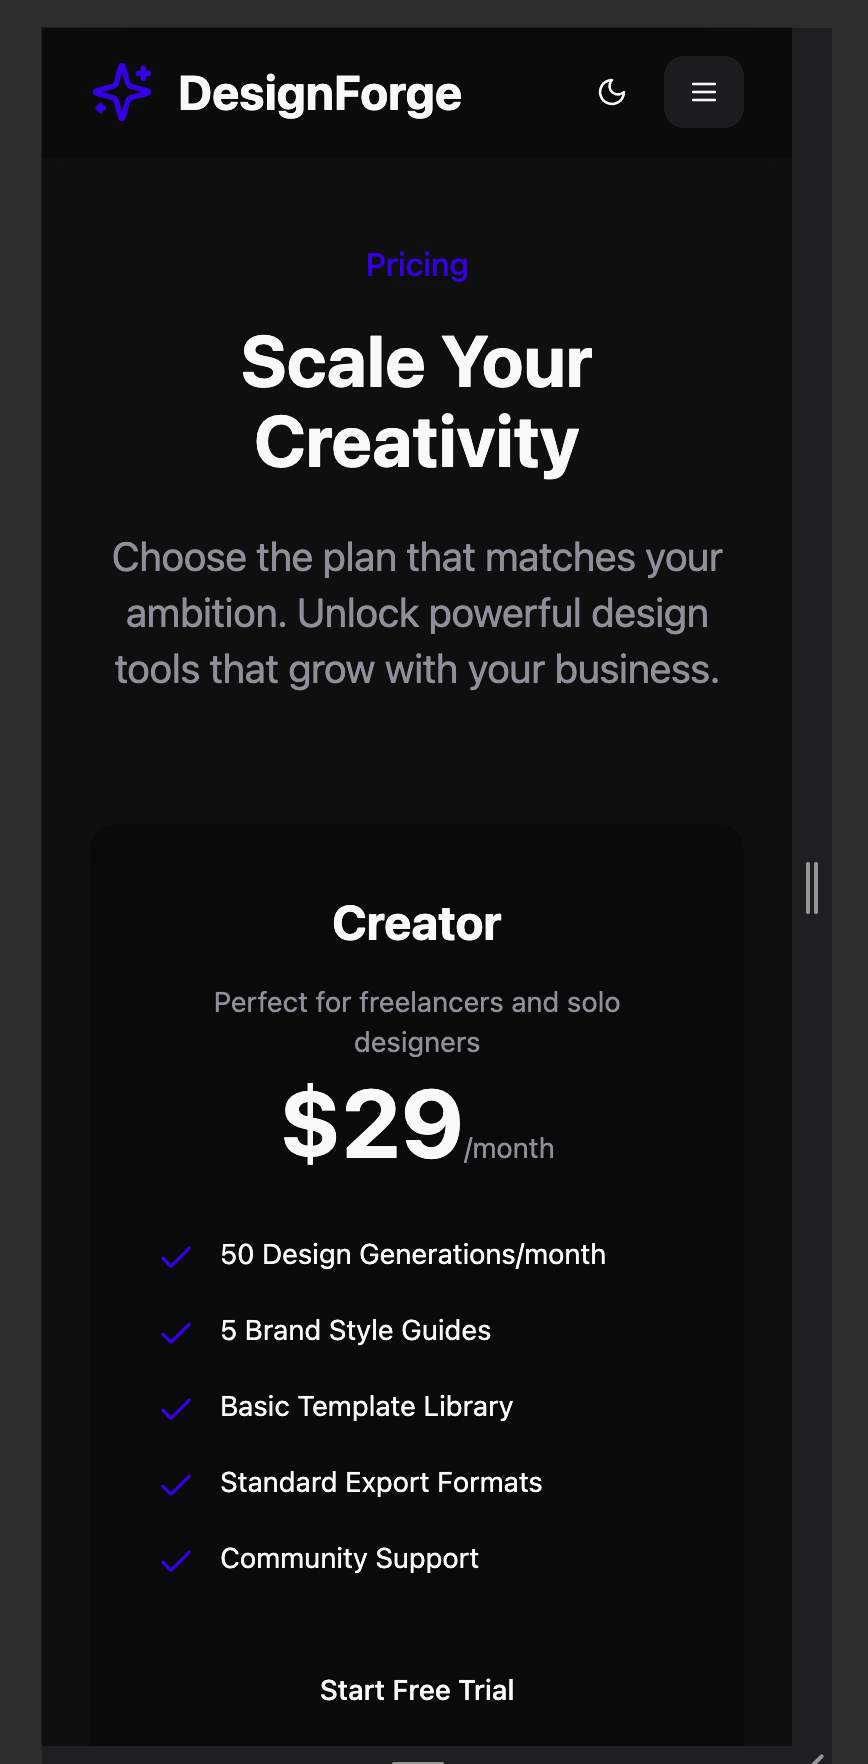 DesignForge
Pricing
Scale Your
Creativity
Choose the plan that matches your
ambition. Unlock powerful design
tools that grow with your business.
Creator
Perfect for freelancers and solo
designers
$29/month
50 Design Generations/month
5 Brand Style Guides
Basic Template Library
Standard Export Formats
Community Support
Start Free Trial